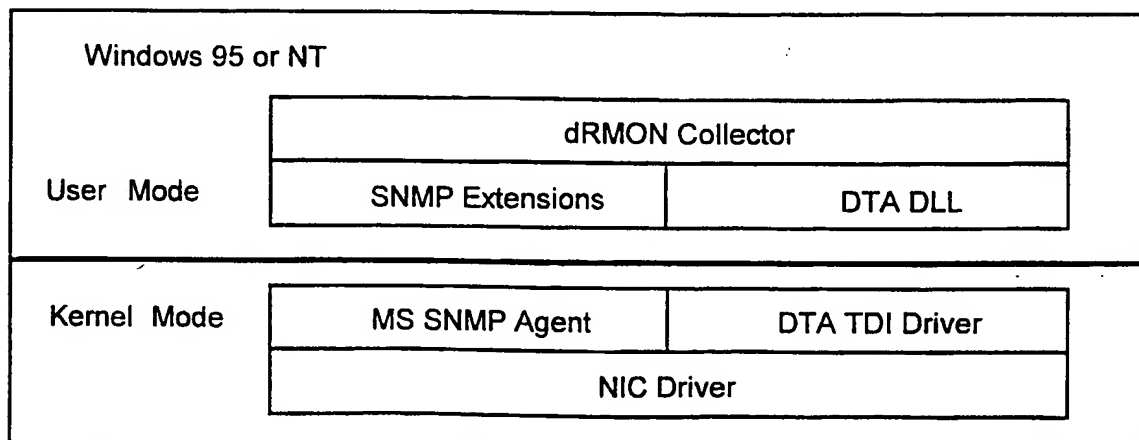 Windows 95 or NT
dRMON Collector
User Mode
SNMP Extensions
DTA DLL
Kernel Mode
MS SNMP Agent
DTA TDI Driver
NIC Driver